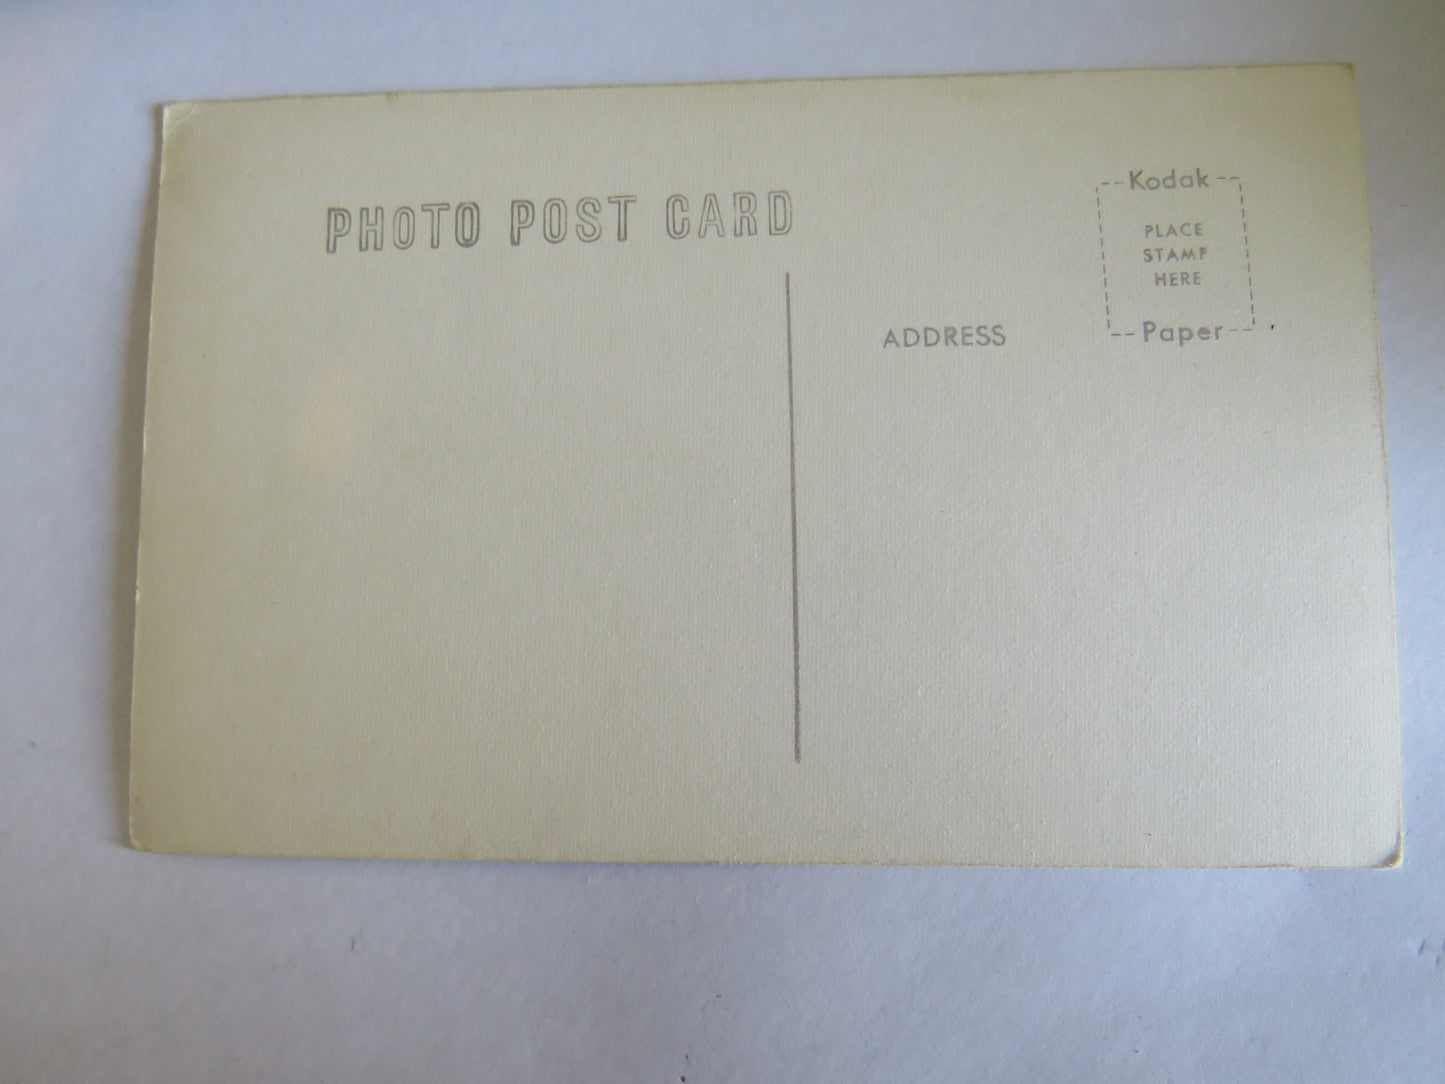 PHOTO POST CARD
Kodak
PLACE
STAMP
HERE
Paper
ADDRESS